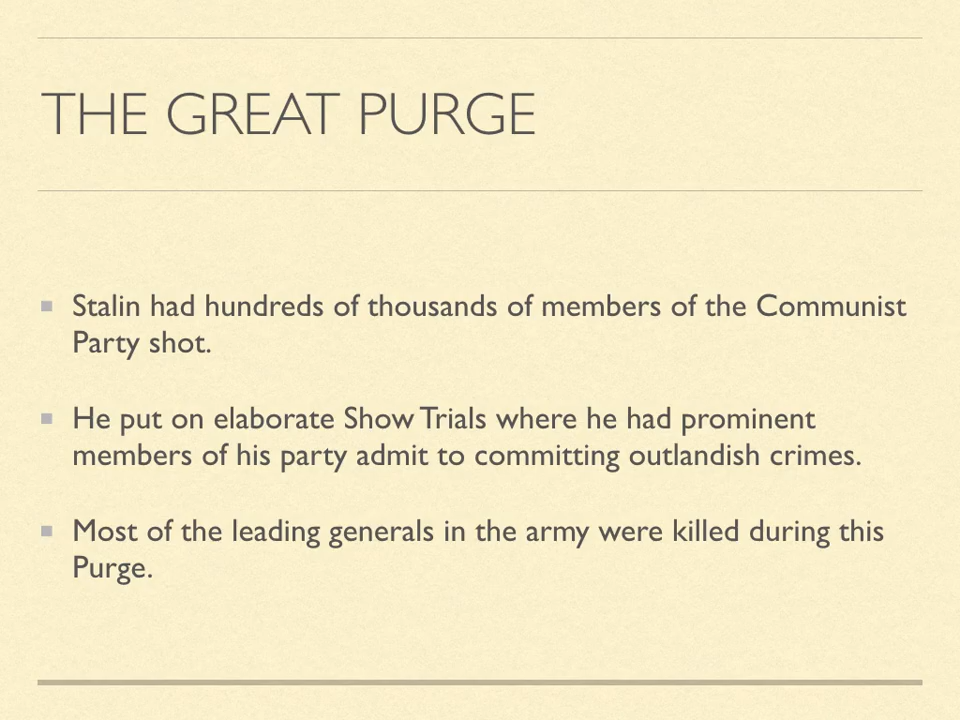 THE GREAT PURGE
Stalin had hundreds of thousands of members of the Communist
Party shot.
He put on elaborate Show Trials where he had prominent
members of his party admit to committing outlandish crimes.
Most of the leading generals in the army were killed during this
Purge.